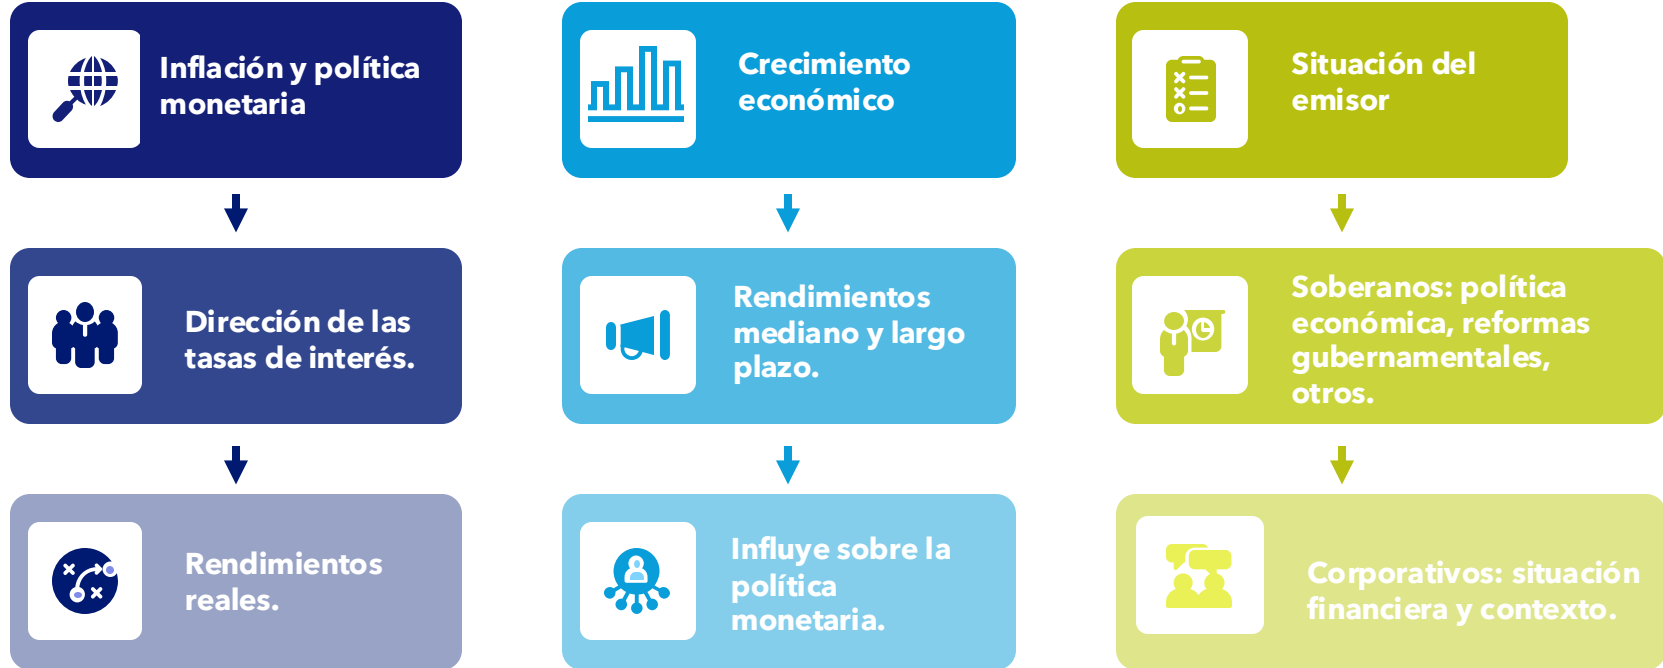 Inflación y política
monetaria
Crecimiento
económico
Situación del
emisor
Dirección de las
tasas de interés.
Rendimientos
mediano y largo
plazo.
Soberanos: política
económica, reformas
gubernamentales,
otros.
Rendimientos
reales.
Influye sobre la
política
monetaria.
Corporativos: situación
financiera y contexto.